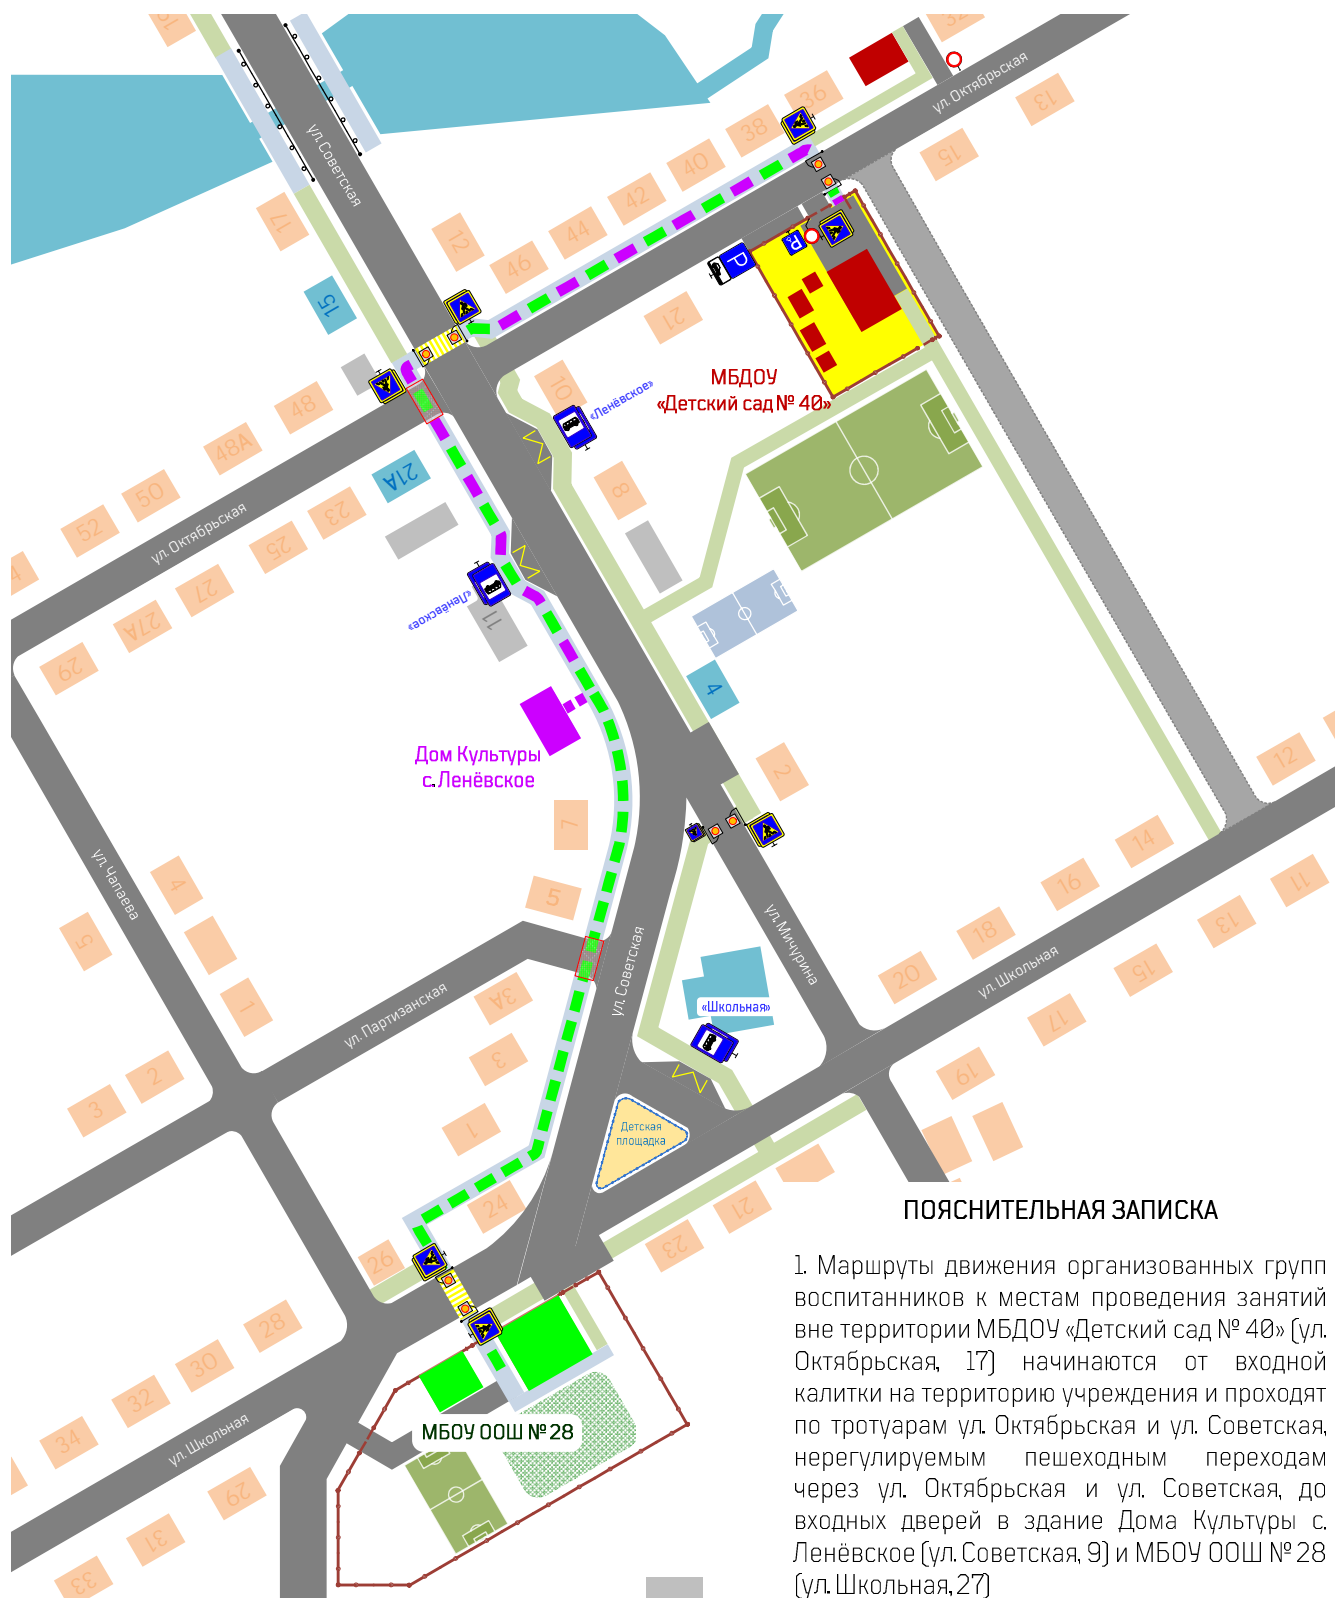 32
ул. Октябрьская
13
15
36
38
40
42
44
46
12
17
ул. Советская
15
48
48А
50
52
ул. Октябрьская
21А
23
25
27
27А
29
21
10
«Ленёвское»
8
P
P
МБДОУ
«Детский сад № 40»
«Ленёвское»
11
4
2
Дом Культуры
с. Ленёвское
7
5
ул. Чапаева
4
5
1
2
3
ул. Партизанская
3А
3
1
ул. Советская
ул. Мичурина
«Школьная»
12
14
16
18
20
ул. Школьная
11
13
15
17
19
21
23
Детская
площадка
24
26
28
30
32
34
ул. Школьная
29
31
33
МБОУ ООШ № 28
ПОЯСНИТЕЛЬНАЯ ЗАПИСКА
1. Маршруты движения организованных групп
воспитанников к местам проведения занятий
вне территории МБДОУ «Детский сад № 40» (ул.
Октябрьская, 17) начинаются от входной
калитки на территорию учреждения и проходят
по тротуарам ул. Октябрьская и ул. Советская,
нерегулируемым пешеходным переходам
через ул. Октябрьская и ул. Советская, до
входных дверей в здание Дома Культуры с.
Ленёвское (ул. Советская, 9) и МБОУ ООШ № 28
(ул. Школьная, 27)